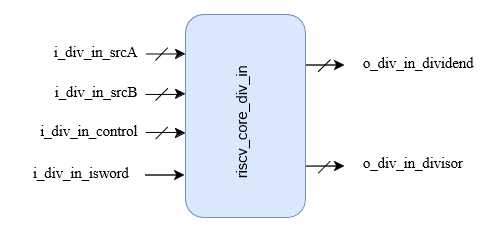 i_div_in_srcA
i_div_in_srcB
i_div_in_control
i_div_in_isword
riscv_core_div_in
o_div_in_dividend
o_div_in_divisor